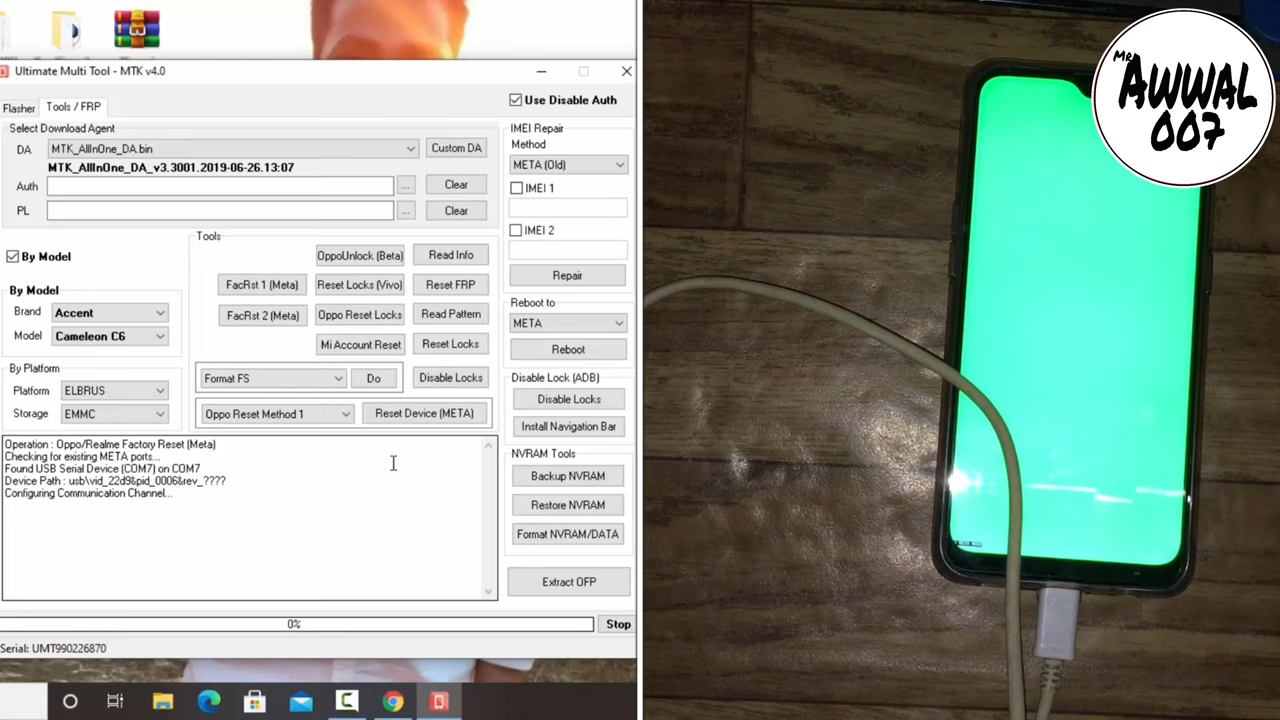 Ultimate Multi Tool - MTK v4.0
Flasher
Tools / FRP
Use Disable Auth
Select Download Agent
DA
MTK_AllInOne_DA.bin
Custom DA
MTK_AllInOne_DA_v3.3001.2019-06-26.13:07
Auth
...
Clear
PL
...
Clear
By Model
By Model
Brand
Accent
Model
Cameleon C6
By Platform
Platform
ELBRUS
Storage
EMMC
Tools
OppoUnlock (Beta)
Read Info
FacRst 1 (Meta)
Reset Locks (Vivo)
Reset FRP
FacRst 2 (Meta)
Oppo Reset Locks
Read Pattern
Mi Account Reset
Reset Locks
Format FS
Do
Disable Locks
Oppo Reset Method 1
Reset Device (META)
IMEI Repair
Method
META (Old)
IMEI 1
IMEI 2
Repair
Reboot to
META
Reboot
Disable Lock (ADB)
Disable Locks
Install Navigation Bar
NVRAM Tools
Backup NVRAM
Restore NVRAM
Format NVRAM/DATA
Extract OFP
Operation : Oppo/Realme Factory Reset (Meta)
Checking for existing META ports...
Found USB Serial Device (COM7) on COM7
Device Path : usb\vid_22d9&pid_0006&rev_????
Configuring Communication Channel...
0%
Stop
Serial: UMT990226870
MR
AWWAL
007